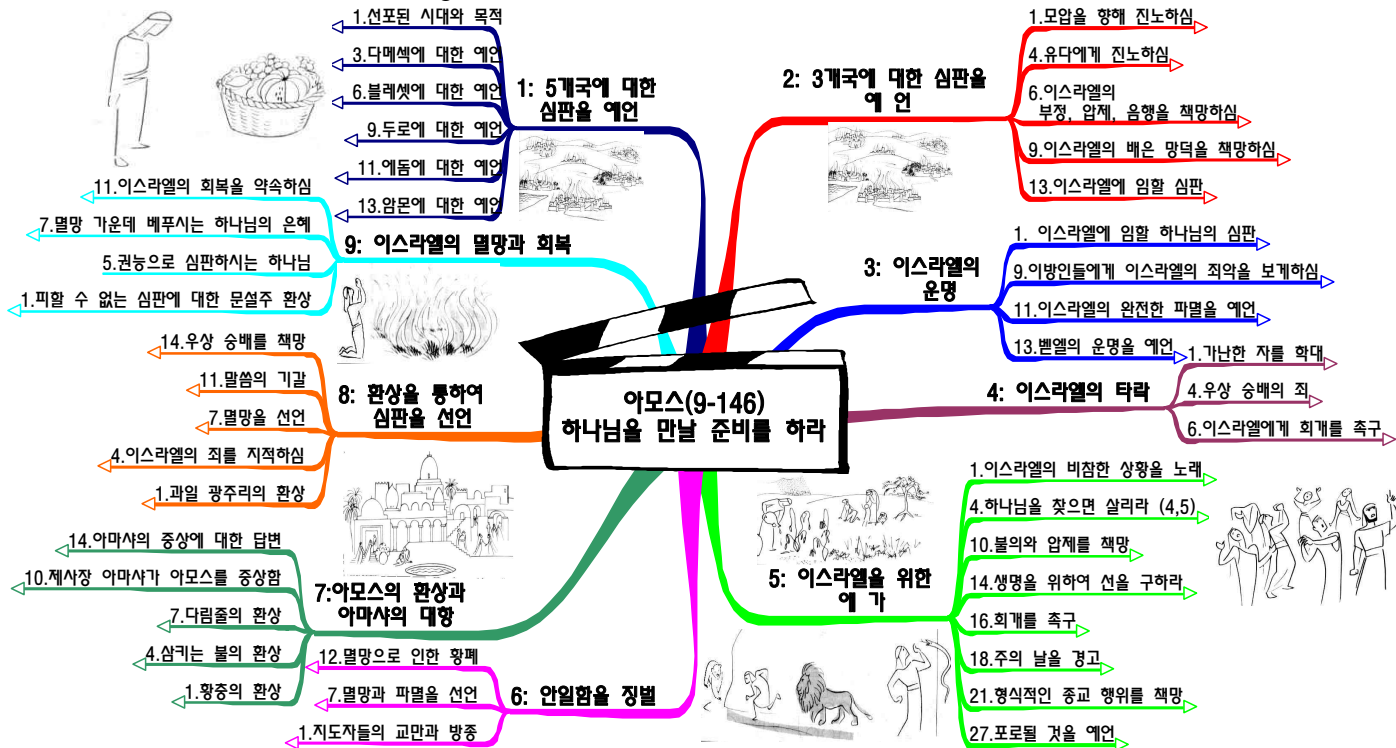 아모스(9-146)
하나님을 만날 준비를 하라
1: 5개국에 대한
심판을 예언
1.선포된 시대와 목적
3.다메섹에 대한 예언
6.블레셋에 대한 예언
9.두로에 대한 예언
11.에돔에 대한 예언
13.암몬에 대한 예언
2: 3개국에 대한 심판을
예 언
1.모압을 향해 진노하심
4.유다에게 진노하심
6.이스라엘의
부정, 압제, 음행을 책망하심
9.이스라엘의 배은 망덕을 책망하심
13.이스라엘에 임할 심판
3: 이스라엘의
운명
1. 이스라엘에 임할 하나님의 심판
9.이방인들에게 이스라엘의 죄악을 보게하심
11.이스라엘의 완전한 파멸을 예언
13.벧엘의 운명을 예언
4: 이스라엘의 타락
1.가난한 자를 학대
4.우상 숭배의 죄
6.이스라엘에게 회개를 촉구
5: 이스라엘을 위한
애 가
1.이스라엘의 비참한 상황을 노래
4.하나님을 찾으면 살리라 (4,5)
10.불의와 압제를 책망
14.생명을 위하여 선을 구하라
16.회개를 촉구
18.주의 날을 경고
21.형식적인 종교 행위를 책망
27.포로될 것을 예언
6: 안일함을 징벌
12.멸망으로 인한 황폐
7.멸망과 파멸을 선언
1.지도자들의 교만과 방종
7:아모스의 환상과
아마샤의 대항
14.아마샤의 중상에 대한 답변
10.제사장 아마샤가 아모스를 중상함
7.다림줄의 환상
4.삼키는 불의 환상
1.황충의 환상
8: 환상을 통하여
심판을 선언
14.우상 숭배를 책망
11.말씀의 기갈
7.멸망을 선언
4.이스라엘의 죄를 지적하심
1.과일 광주리의 환상
9: 이스라엘의 멸망과 회복
11.이스라엘의 회복을 약속하심
7.멸망 가운데 베푸시는 하나님의 은혜
5.권능으로 심판하시는 하나님
1.피할 수 없는 심판에 대한 문설주 환상